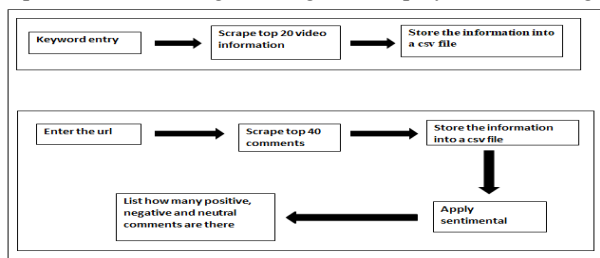 Keyword entry
Scrape top 20 video
information
Store the information into
a csv file
Enter the url
Scrape top 40
comments
Store the information
into a csv file
Apply
sentimental
List how many positive,
negative and neutral
comments are there